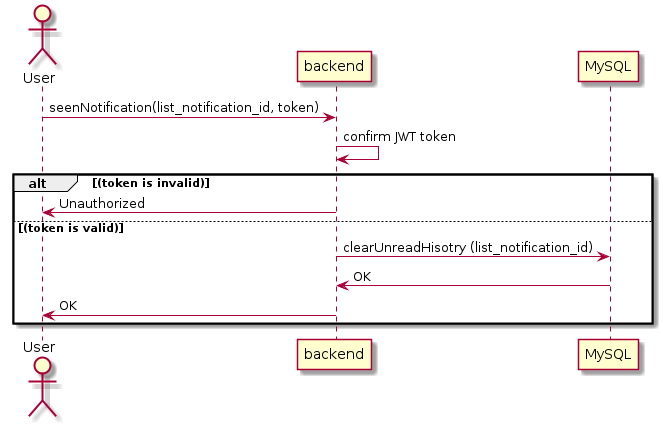 User
backend
MySQL
seenNotification(list_notification_id, token)
confirm JWT token
alt
[(token is invalid)]
Unauthorized
[(token is valid)]
clearUnreadHisotry (list_notification_id)
OK
OK
User
backend
MySQL